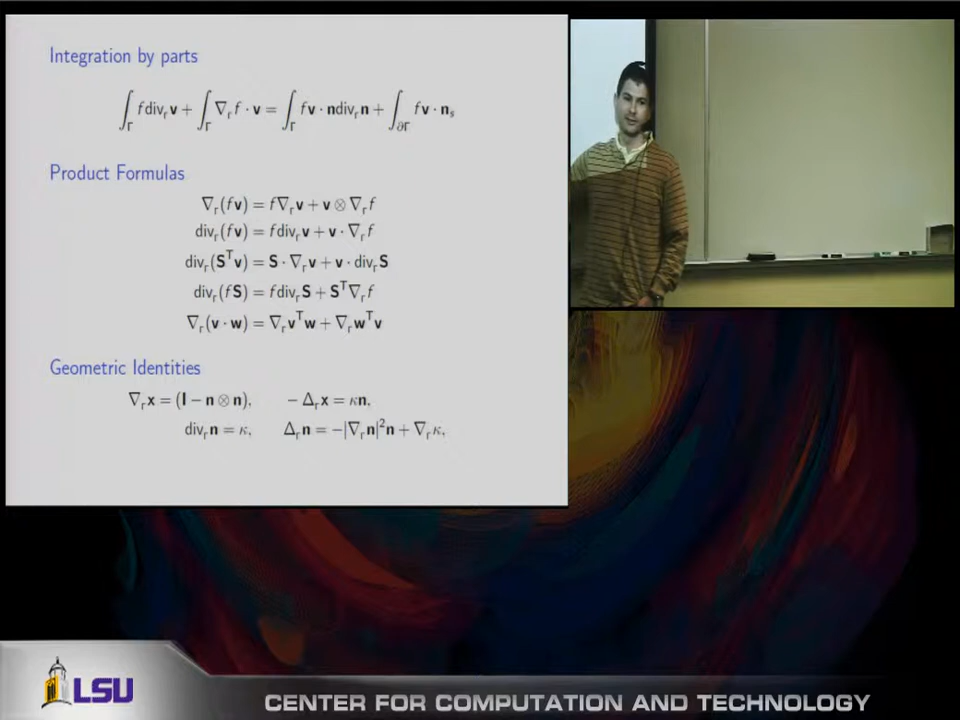 Integration by parts
∫_Γ f div_Γ v + ∫_Γ ∇_Γ f · v = ∫_Γ f v · n div_Γ n + ∫_∂Γ f v · n_s
Product Formulas
∇_Γ(f v) = f∇_Γ v + v ⊗ ∇_Γ f
div_Γ(f v) = f div_Γ v + v · ∇_Γ f
div_Γ(S^T v) = S · ∇_Γ v + v · div_Γ S
div_Γ(f S) = f div_Γ S + S^T ∇_Γ f
∇_Γ(v · w) = ∇_Γ v^T w + ∇_Γ w^T v
Geometric Identities
∇_Γ x = (I − n ⊗ n), −Δ_Γ x = κn,
div_Γ n = κ, Δ_Γ n = −|∇_Γ n|² n + ∇_Γ κ,
LSU
CENTER FOR COMPUTATION AND TECHNOLOGY